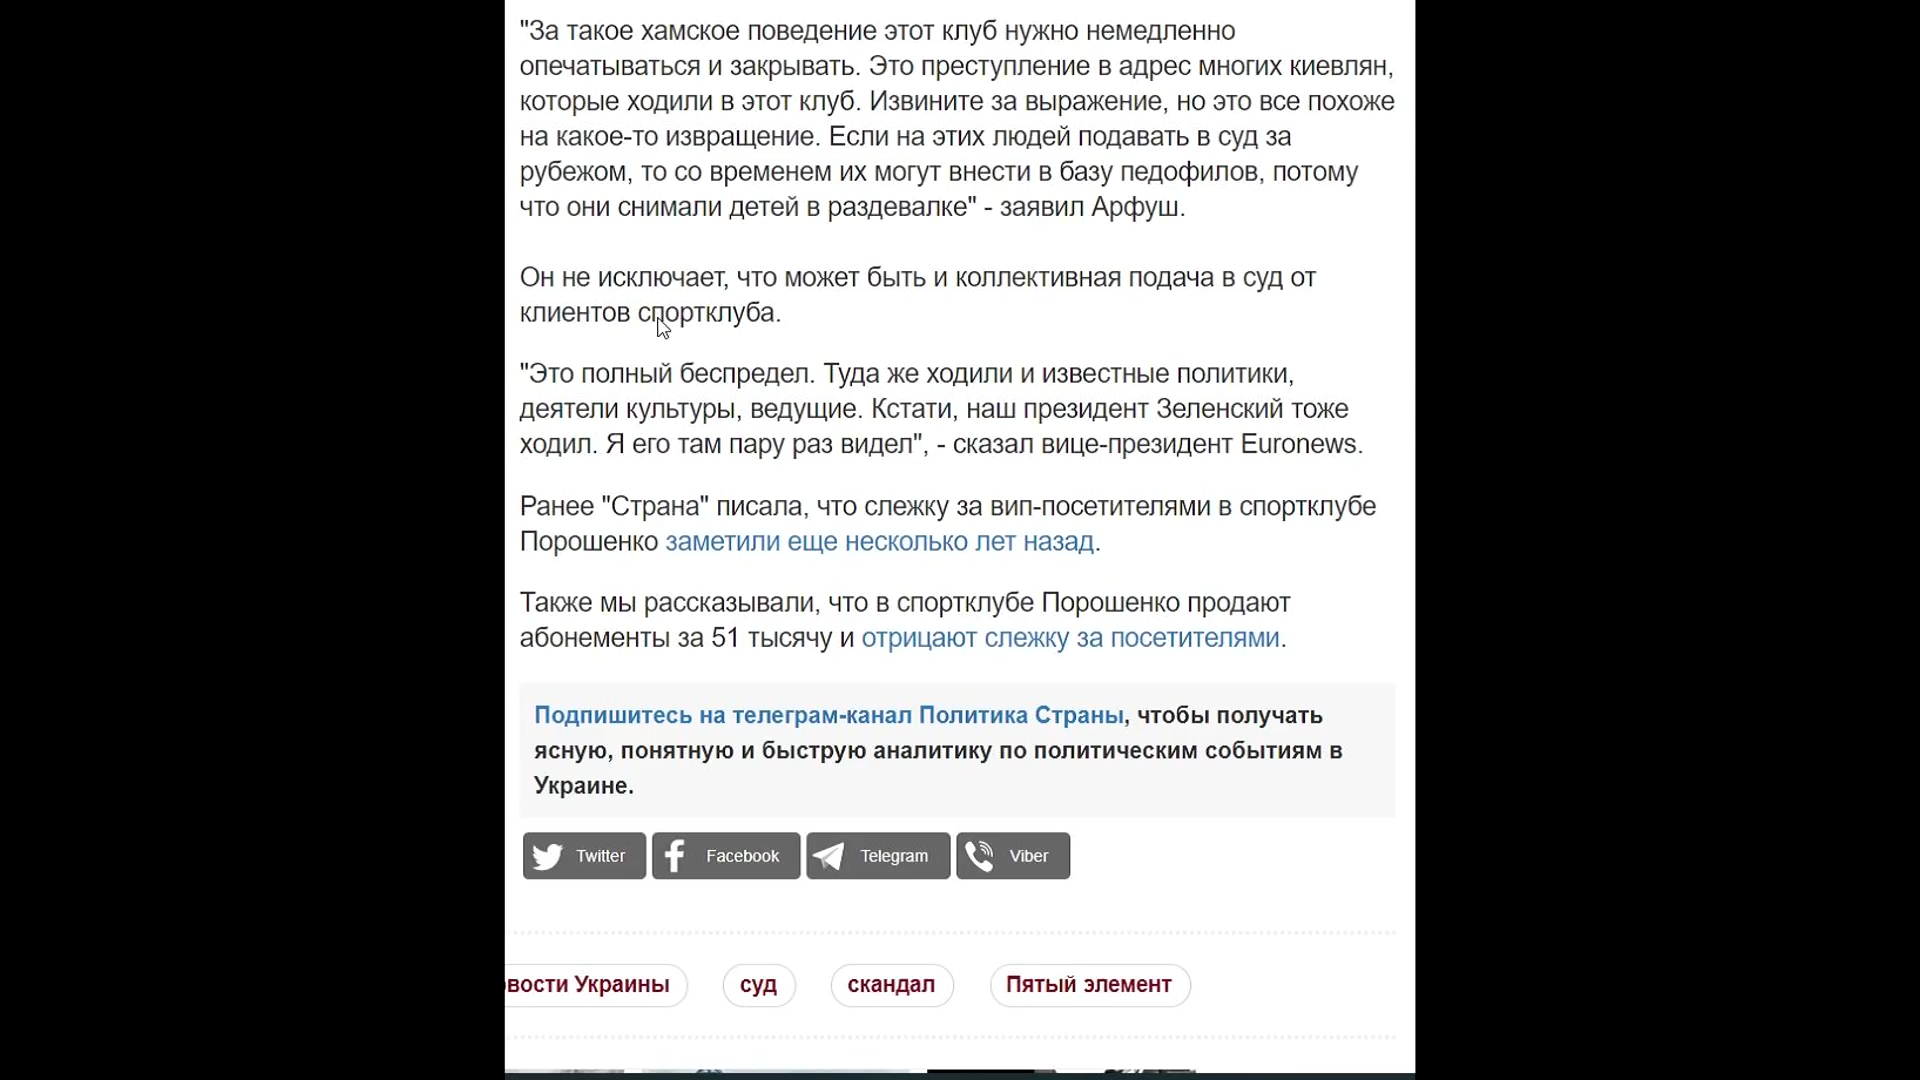 "За такое хамское поведение этот клуб нужно немедленно
опечатываться и закрывать. Это преступление в адрес многих киевлян,
которые ходили в этот клуб. Извините за выражение, но это все похоже
на какое-то извращение. Если на этих людей подавать в суд за
рубежом, то со временем их могут внести в базу педофилов, потому
что они снимали детей в раздевалке" - заявил Арфуш.
Он не исключает, что может быть и коллективная подача в суд от
клиентов спортклуба.
"Это полный беспредел. Туда же ходили и известные политики,
деятели культуры, ведущие. Кстати, наш президент Зеленский тоже
ходил. Я его там пару раз видел", - сказал вице-президент Euronews.
Ранее "Страна" писала, что слежку за вип-посетителями в спортклубе
Порошенко заметили еще несколько лет назад.
Также мы рассказывали, что в спортклубе Порошенко продают
абонементы за 51 тысячу и отрицают слежку за посетителями.
Подпишитесь на телеграм-канал Политика Страны, чтобы получать
ясную, понятную и быструю аналитику по политическим событиям в
Украине.
Twitter Facebook Telegram Viber
овости Украины суд скандал Пятый элемент